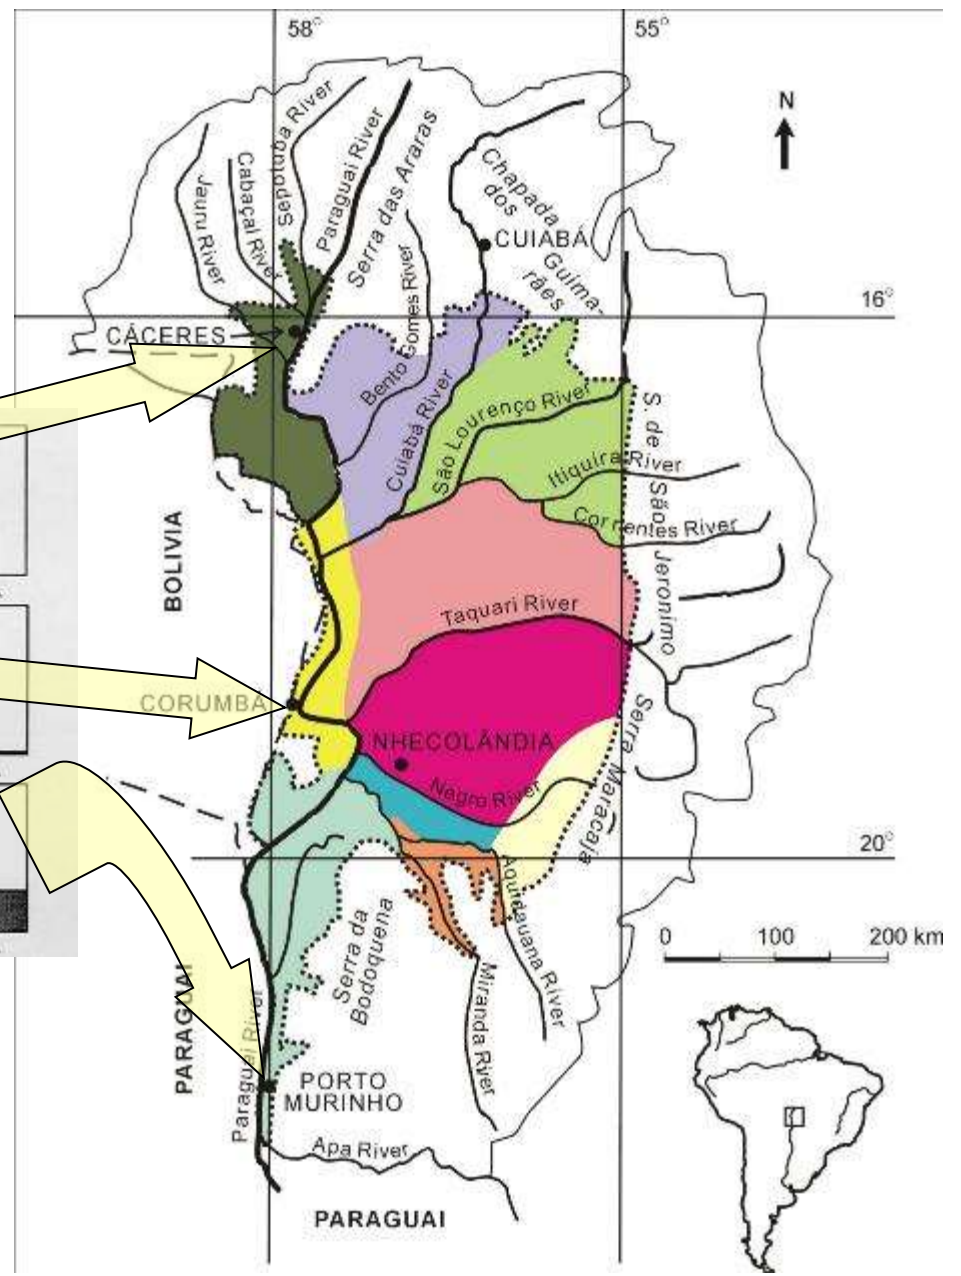 58°
55°
N
Jauru River
Cabaçal River
Sepotuba River
Paraguai River
Serra das Araras
Chapada
dos
Guima-
rães
CUIABÁ
16°
CÁCERES
Bento Gomes River
Cuiabá River
São Lourenço River
Itiquira River
Correntes River
S. de São Jeronimo
BOLIVIA
Taquari River
CORUMBÁ
NHECOLÂNDIA
Negro River
Serra Maracaja
20°
Aquidauana River
Miranda River
Serra da
Bodoquena
0 100 200 km
PARAGUAI
Paraguai River
PORTO
MURINHO
Apa River
PARAGUAI